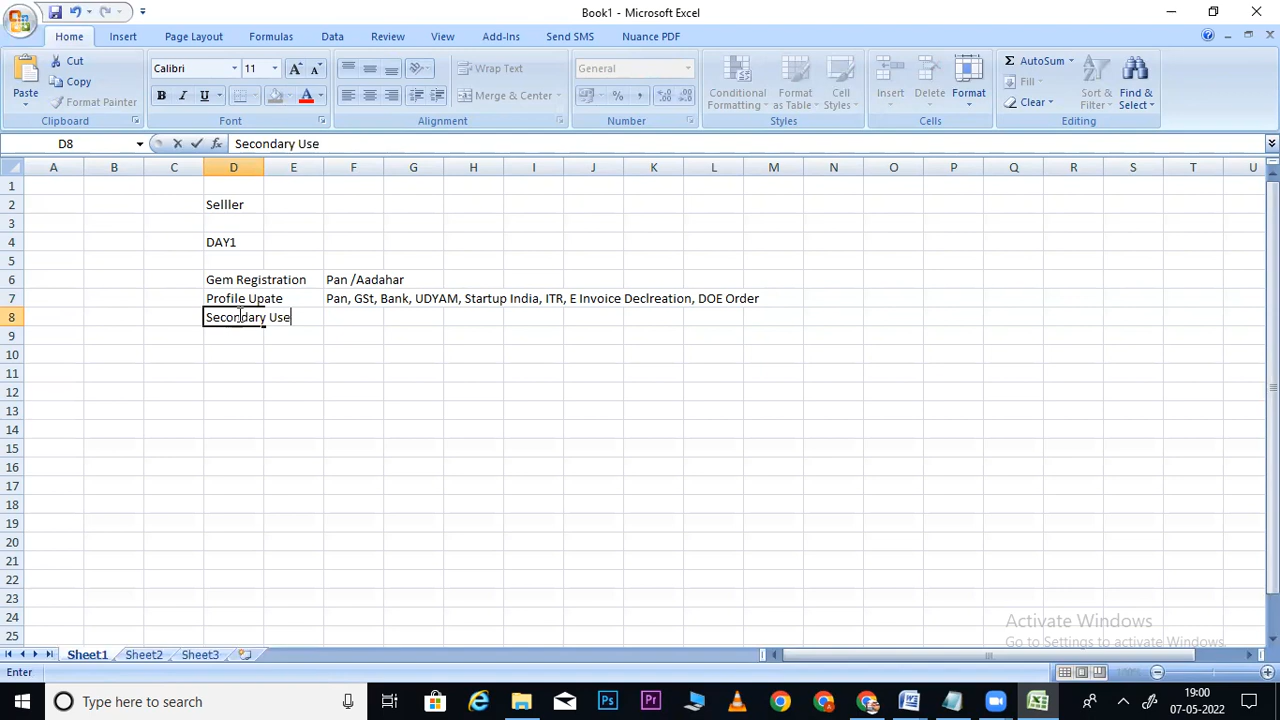 Book1 - Microsoft Excel
Home Insert Page Layout Formulas Data Review View Add-Ins Send SMS Nuance PDF
Cut Calibri 11 Wrap Text General AutoSum
Copy Fill
Paste Format Painter B I U Merge & Center % , Conditional Formatting Format as Table Cell Styles Insert Delete Format Clear Sort & Filter Find & Select
Clipboard Font Alignment Number Styles Cells Editing
D8 fx Secondary Use
A B C D E F G H I J K L M N O P Q R S T U
1
2 Selller
3
4 DAY1
5
6 Gem Registration Pan /Aadahar
7 Profile Upate Pan, GSt, Bank, UDYAM, Startup India, ITR, E Invoice Declreation, DOE Order
8 Secondary Use
9
10
11
12
13
14
15
16
17
18
19
20
21
22
23
24 Activate Windows
25 Go to Settings to activate Windows.
Sheet1 Sheet2 Sheet3
Enter 100%
Type here to search 19:00
07-05-2022